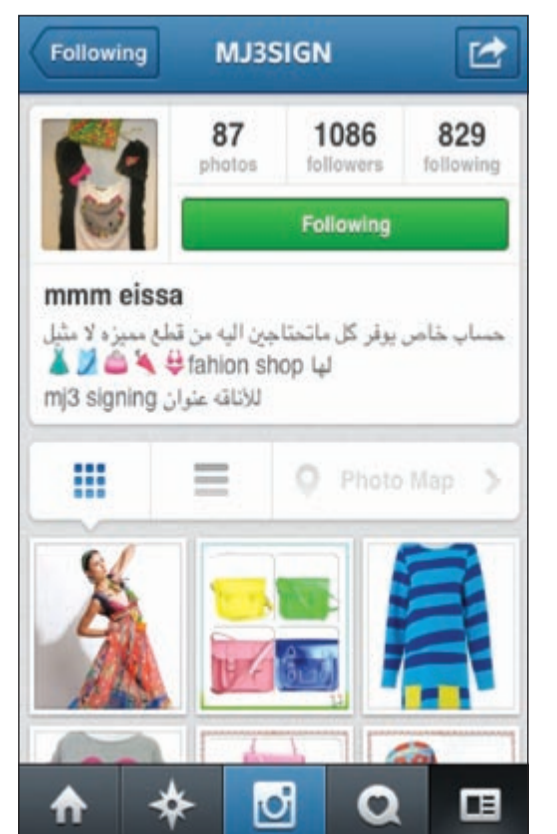 Following
MJ3SIGN
87
photos
1086
followers
829
following
Following
mmm eissa
حساب خاص يوفر كل ماتحتاجين اليه من قطع مميزه لا مثيل
لها fahion shop👙🌂👛🎽👗
للأناقه عنوان mj3 signing
Photo Map